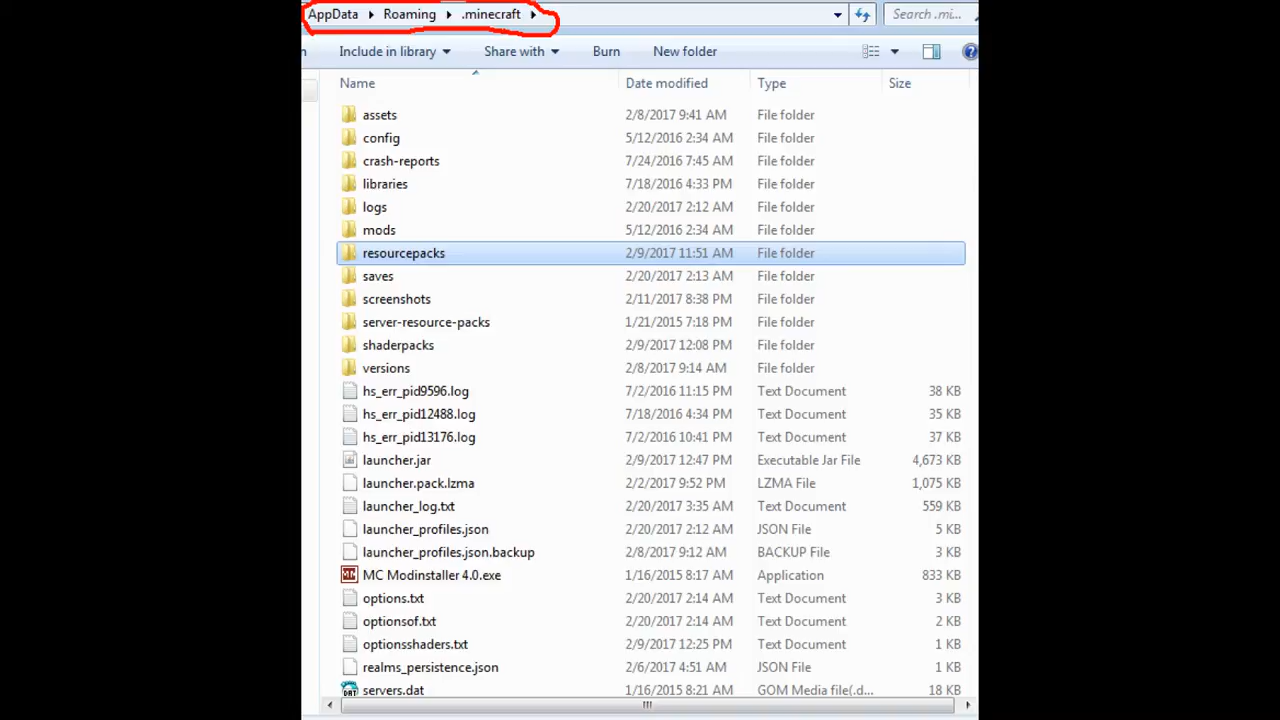 AppData Roaming .minecraft Search .mi...
Include in library Share with Burn New folder
Name Date modified Type Size
assets 2/8/2017 9:41 AM File folder
config 5/12/2016 2:34 AM File folder
crash-reports 7/24/2016 7:45 AM File folder
libraries 7/18/2016 4:33 PM File folder
logs 2/20/2017 2:12 AM File folder
mods 5/12/2016 2:34 AM File folder
resourcepacks 2/9/2017 11:51 AM File folder
saves 2/20/2017 2:13 AM File folder
screenshots 2/11/2017 8:38 PM File folder
server-resource-packs 1/21/2015 7:18 PM File folder
shaderpacks 2/9/2017 12:08 PM File folder
versions 2/8/2017 9:14 AM File folder
hs_err_pid9596.log 7/2/2016 11:15 PM Text Document 38 KB
hs_err_pid12488.log 7/18/2016 4:34 PM Text Document 35 KB
hs_err_pid13176.log 7/2/2016 10:41 PM Text Document 37 KB
launcher.jar 2/9/2017 12:47 PM Executable Jar File 4,673 KB
launcher.pack.lzma 2/2/2017 9:52 PM LZMA File 1,075 KB
launcher_log.txt 2/20/2017 3:35 AM Text Document 559 KB
launcher_profiles.json 2/20/2017 2:12 AM JSON File 5 KB
launcher_profiles.json.backup 2/8/2017 9:12 AM BACKUP File 3 KB
MC Modinstaller 4.0.exe 1/16/2015 8:17 AM Application 833 KB
options.txt 2/20/2017 2:14 AM Text Document 3 KB
optionsof.txt 2/20/2017 2:14 AM Text Document 2 KB
optionsshaders.txt 2/9/2017 12:25 PM Text Document 1 KB
realms_persistence.json 2/6/2017 4:51 AM JSON File 1 KB
servers.dat 1/16/2015 8:21 AM GOM Media file(.d... 18 KB